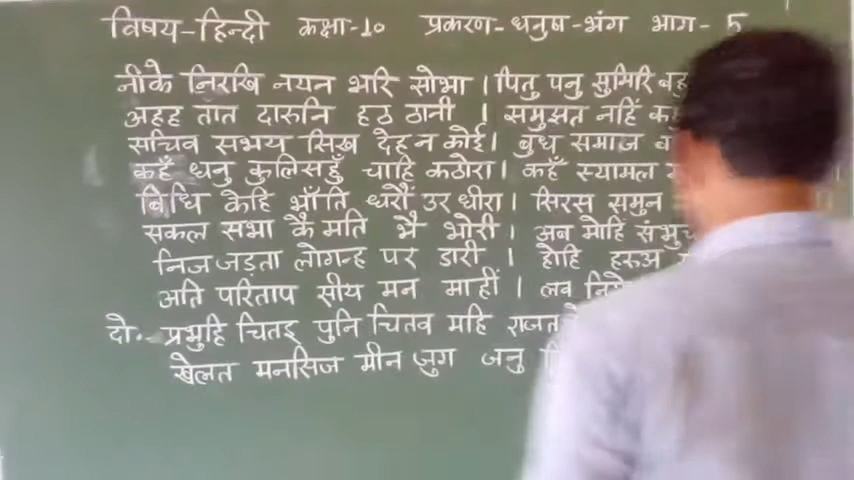 विषय-हिन्दी कक्षा-10 प्रकरण-धनुष-भंग भाग-5
नीके निरखि नयन भरि सोभा । पितु पनु सुमिरि बहु
अहह तात दारुनि हठ ठानी । समुझत नहिं
सचिव सभय सिख देइ न कोई। बुध समाज
कहँ धनु कुलिसहुँ चाहि कठोरा। कहँ स्यामल
बिधि केहि भाँति धरौं उर धीरा। सिरस सुमन
सकल सभा कै मति भै भोरी। अब मोहि संभु
निज जड़ता लोगन्ह पर डारी । होहि हरुअ
अति परिताप सीय मन माहीं । लव
दो. प्रभुहि चितइ पुनि चितव महि राजत
खेलत मनसिज मीन जुग जनु